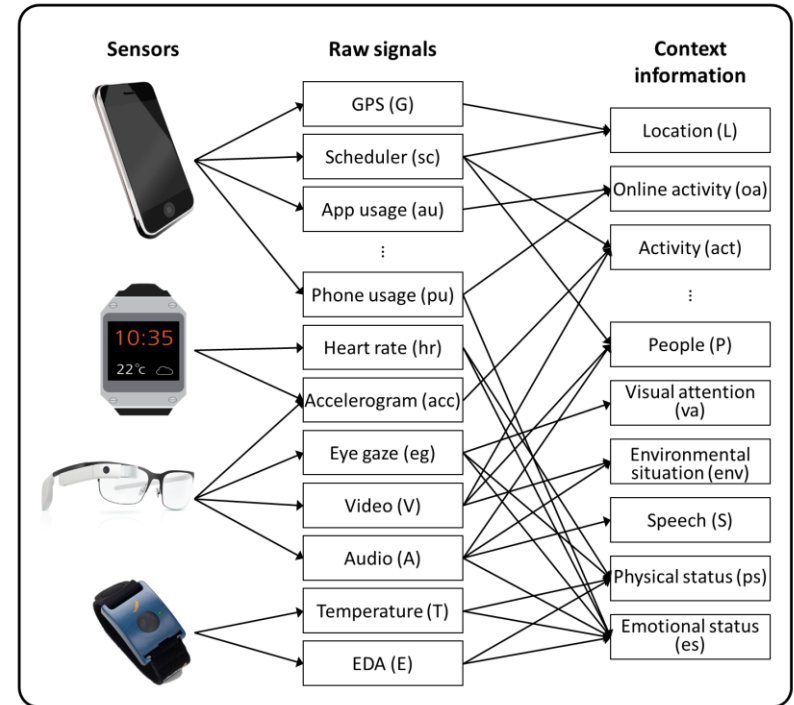 Sensors
Raw signals
Context
information
GPS (G)
Scheduler (sc)
App usage (au)
...
Phone usage (pu)
Heart rate (hr)
Accelerogram (acc)
Eye gaze (eg)
Video (V)
Audio (A)
Temperature (T)
EDA (E)
Location (L)
Online activity (oa)
Activity (act)
...
People (P)
Visual attention
(va)
Environmental
situation (env)
Speech (S)
Physical status (ps)
Emotional status
(es)
10:35
22°c